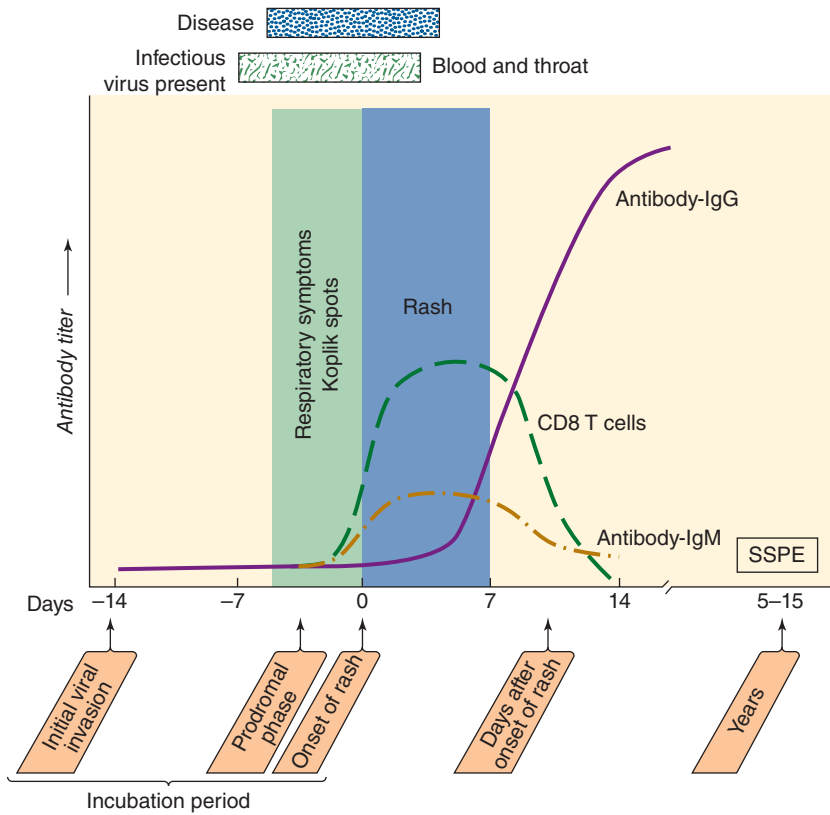 Disease
Infectious
virus present
Blood and throat
Antibody titer
Respiratory symptoms
Koplik spots
Rash
Antibody-IgG
CD8 T cells
Antibody-IgM
SSPE
Days
–14
–7
0
7
14
5–15
Initial viral
invasion
Prodromal
phase
Onset of rash
Days after
onset of rash
Years
Incubation period